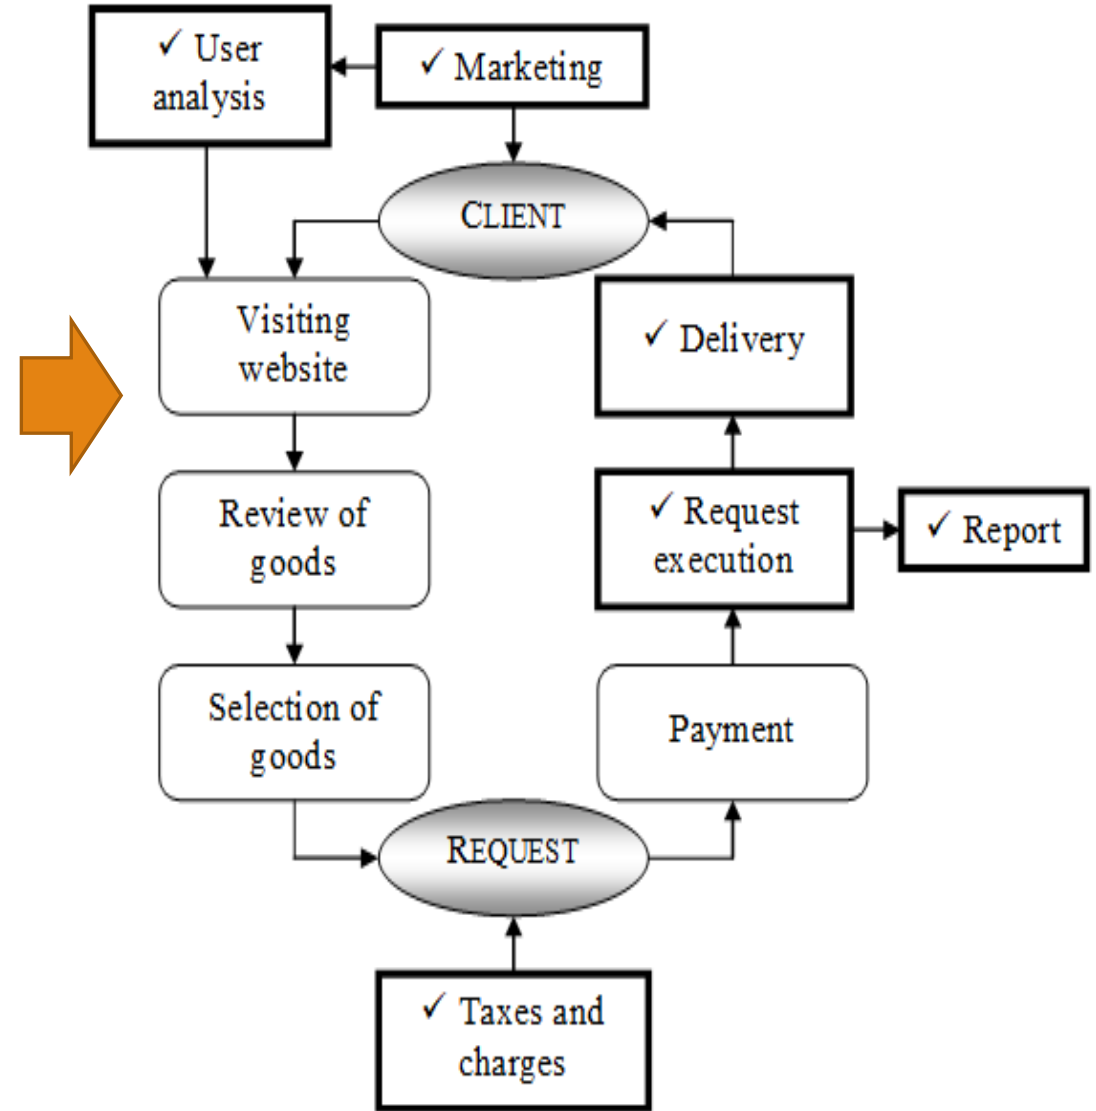 ✓ User
analysis
✓ Marketing
CLIENT
Visiting
website
✓ Delivery
Review of
goods
✓ Request
execution
✓ Report
Selection of
goods
Payment
REQUEST
✓ Taxes and
charges